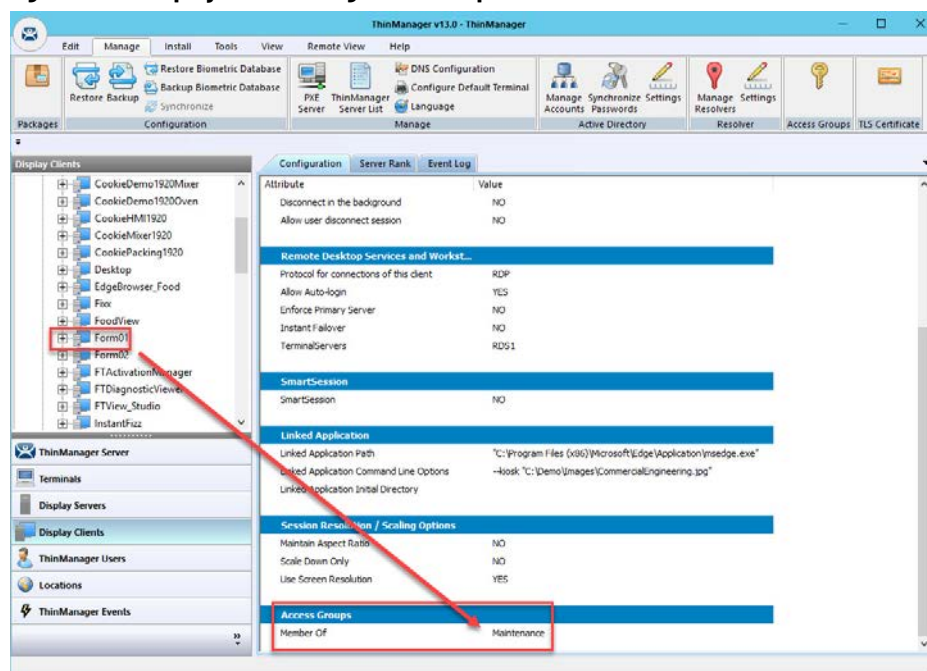 ThinManager v13.0 - ThinManager
Edit Manage Install Tools View Remote View Help
Restore Backup
Restore Biometric Database
Backup Biometric Database
Synchronize
PXE Server
ThinManager Server List
DNS Configuration
Configure Default Terminal
Language
Manage Accounts
Synchronize Passwords
Settings
Manage Resolvers
Settings
Packages Configuration Manage Active Directory Resolver Access Groups TLS Certificate
Display Clients
CookieDemo1920Mixer
CookieDemo1920Oven
CookieHMI1920
CookieMixer1920
CookiePacking1920
Desktop
EdgeBrowser_Food
Fixx
FoodView
Form01
Form02
FTActivationManager
FTDiagnosticViewer
FTView_Studio
InstantFizz
ThinManager Server
Terminals
Display Servers
Display Clients
ThinManager Users
Locations
ThinManager Events
Configuration Server Rank Event Log
Attribute Value
Disconnect in the background NO
Allow user disconnect session NO
Remote Desktop Services and Workst...
Protocol for connections of this client RDP
Allow Auto-login YES
Enforce Primary Server NO
Instant Failover NO
TerminalServers RDS1
SmartSession
SmartSession NO
Linked Application
Linked Application Path "C:\Program Files (x86)\Microsoft\Edge\Application\msedge.exe"
Linked Application Command Line Options --kiosk "C:\Demo\Images\CommercialEngineering.jpg"
Linked Application Initial Directory
Session Resolution / Scaling Options
Maintain Aspect Ratio NO
Scale Down Only NO
Use Screen Resolution YES
Access Groups
Member Of Maintenance